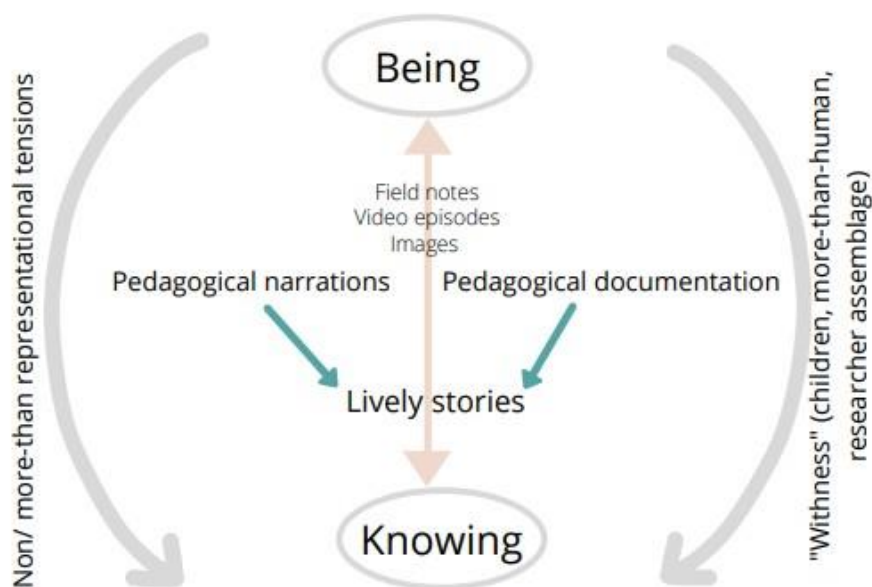 Being
Non/ more-than representational tensions
"Withness" (children, more-than-human,
researcher assemblage)
Field notes
Video episodes
Images
Pedagogical narrations
Pedagogical documentation
Lively stories
Knowing